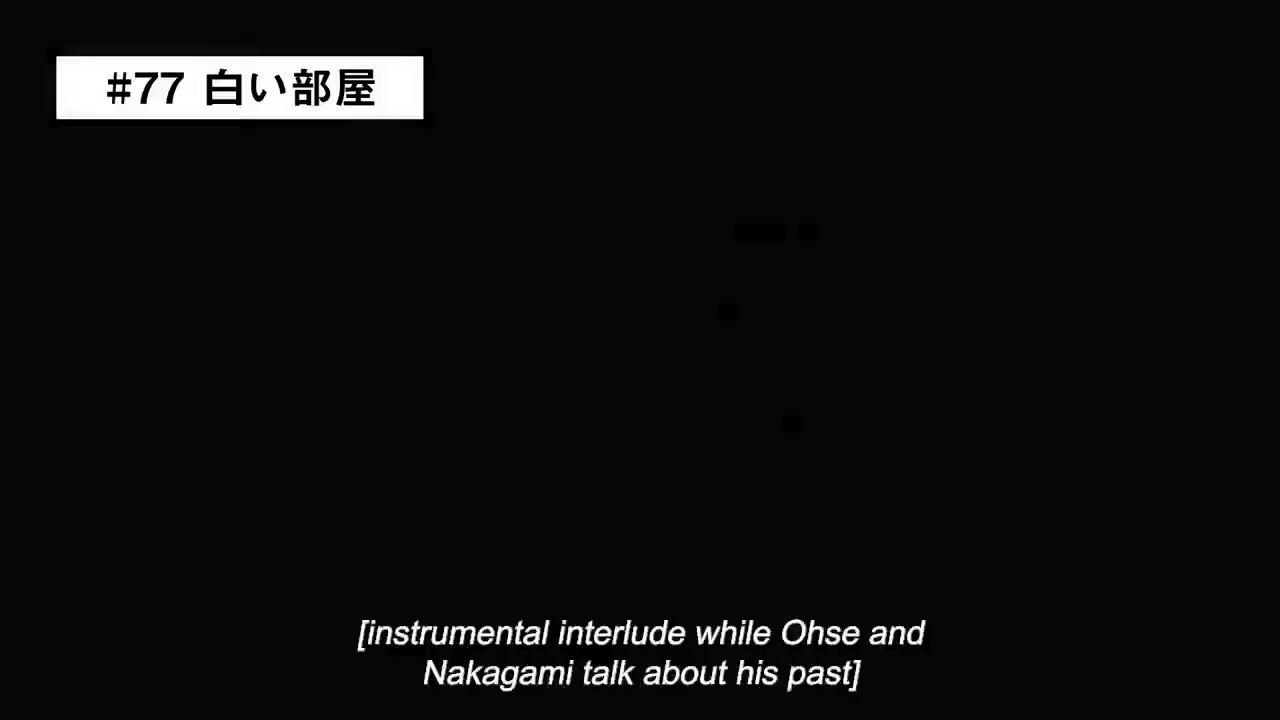 #77 白い部屋
[instrumental interlude while Ohse and
Nakagami talk about his past]